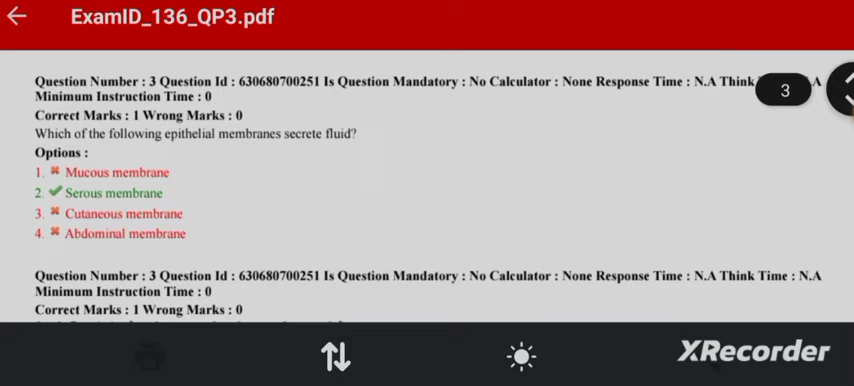 ExamID_136_QP3.pdf
Question Number : 3 Question Id : 630680700251 Is Question Mandatory : No Calculator : None Response Time : N.A Think
3
Minimum Instruction Time : 0
Correct Marks : 1 Wrong Marks : 0
Which of the following epithelial membranes secrete fluid?
Options :
1. Mucous membrane
2. Serous membrane
3. Cutaneous membrane
4. Abdominal membrane
Question Number : 3 Question Id : 630680700251 Is Question Mandatory : No Calculator : None Response Time : N.A Think Time : N.A
Minimum Instruction Time : 0
Correct Marks : 1 Wrong Marks : 0
XRecorder